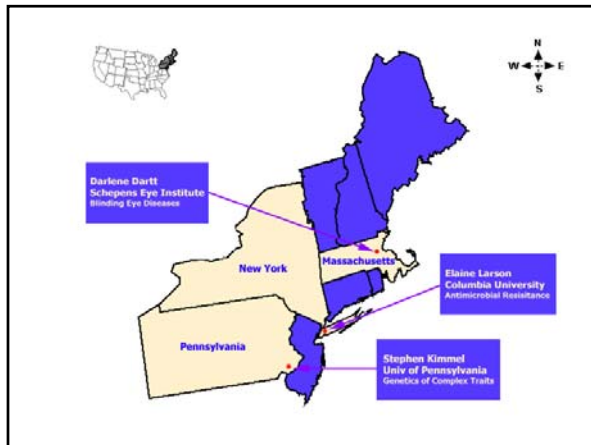 N
W E
S
Darlene Dartt
Schepens Eye Institute
Blinding Eye Diseases
Massachusetts
New York
Elaine Larson
Columbia University
Antimicrobial Resisitance
Pennsylvania
Stephen Kimmel
Univ of Pennsylvania
Genetics of Complex Traits